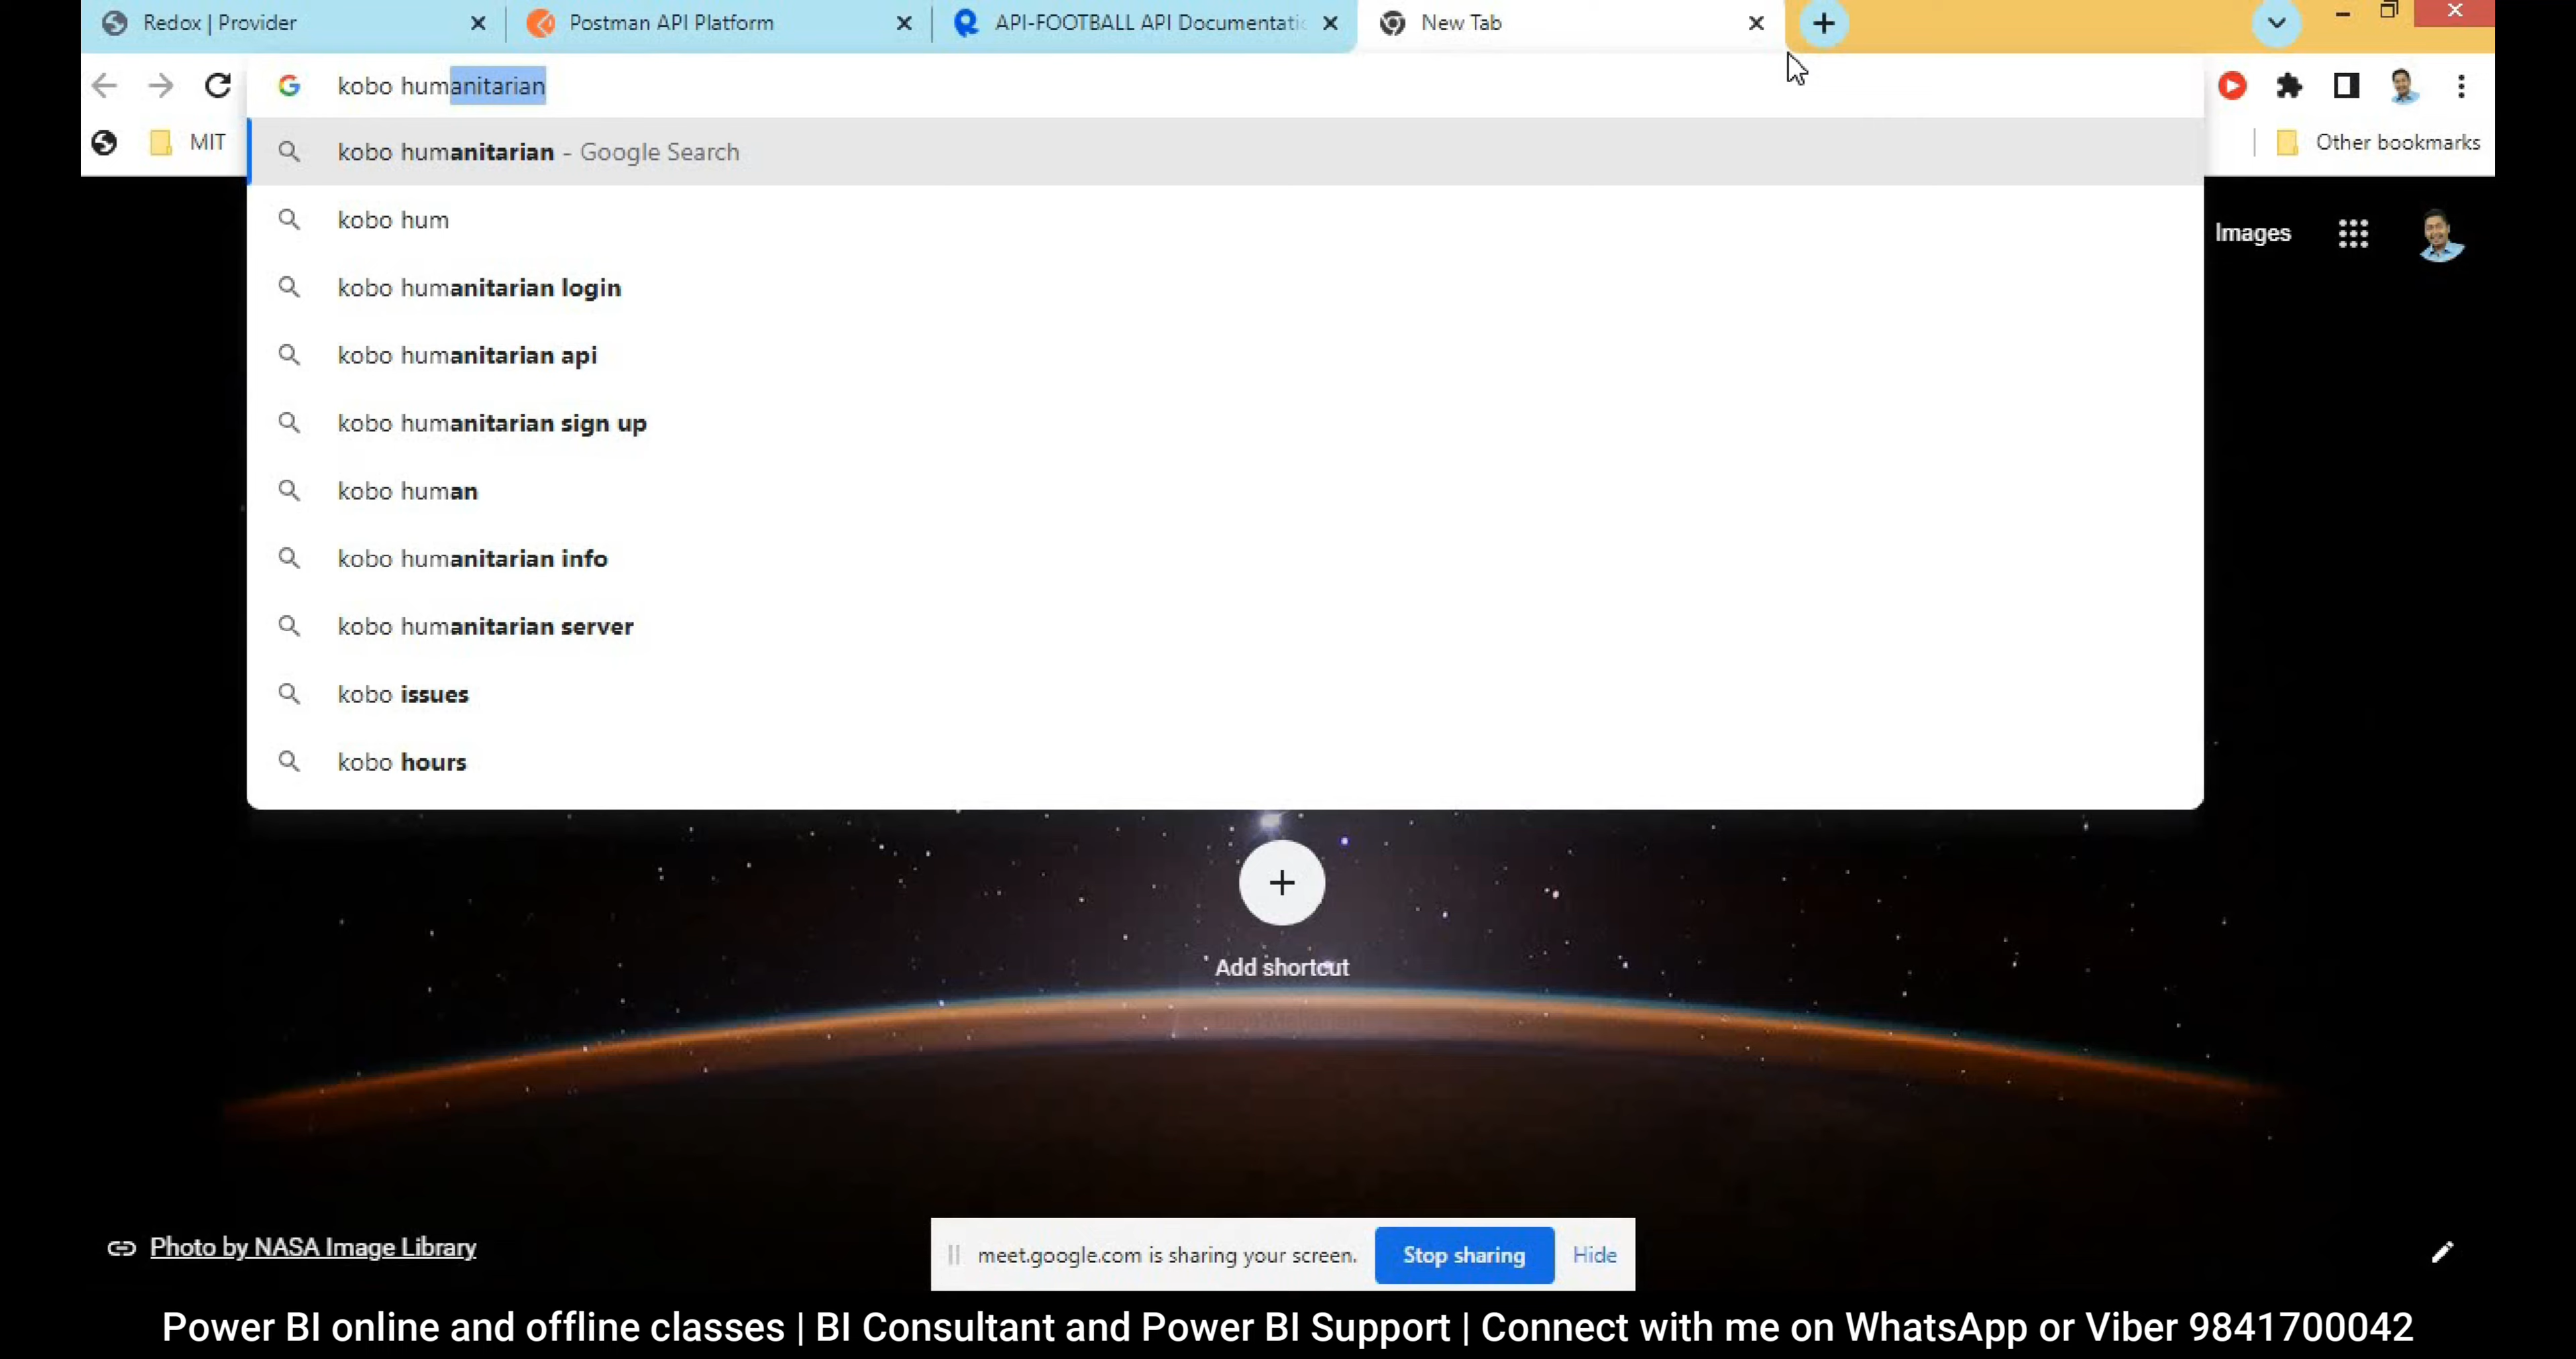 Redox | Provider
Postman API Platform
API-FOOTBALL API Documentatic
New Tab
kobo humanitarian
MIT
Other bookmarks
kobo humanitarian - Google Search
kobo hum
Images
kobo humanitarian login
kobo humanitarian api
kobo humanitarian sign up
kobo human
kobo humanitarian info
kobo humanitarian server
kobo issues
kobo hours
Add shortcut
Photo by NASA Image Library
meet.google.com is sharing your screen.
Stop sharing
Hide
Power BI online and offline classes | BI Consultant and Power BI Support | Connect with me on WhatsApp or Viber 9841700042